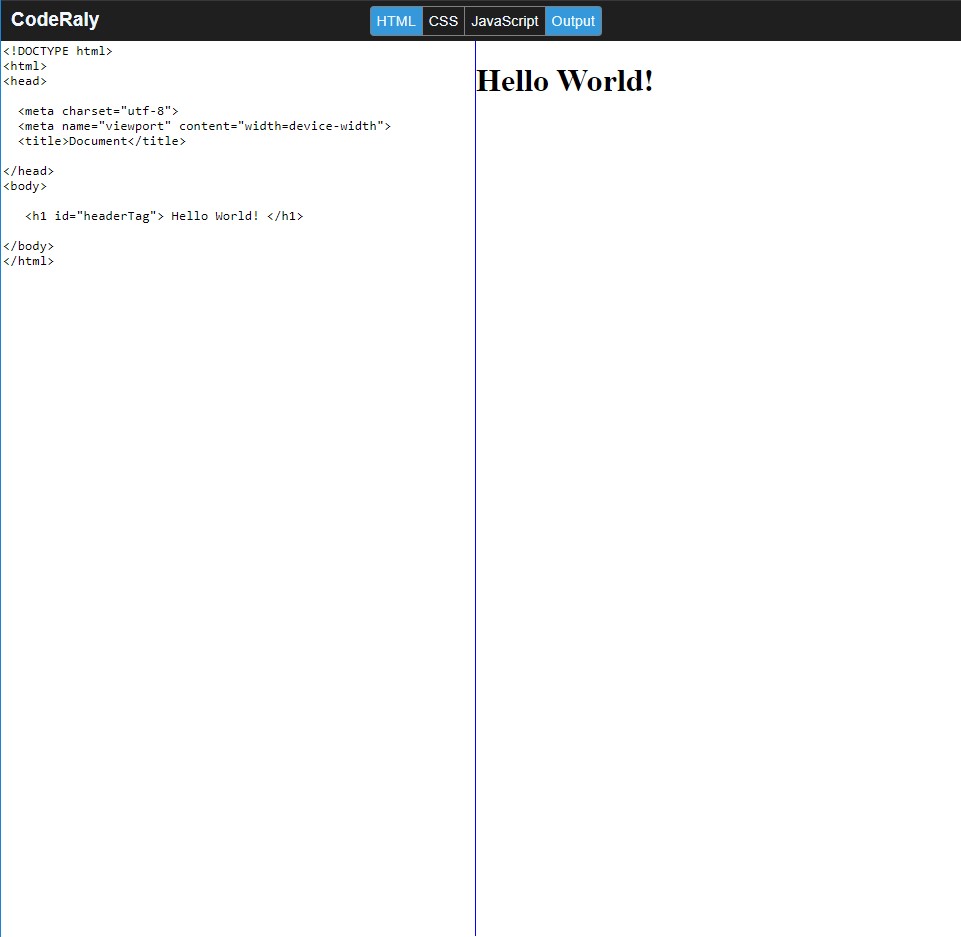 CodeRaly
HTML CSS JavaScript Output
<!DOCTYPE html>
<html>
<head>
<meta charset="utf-8">
<meta name="viewport" content="width=device-width">
<title>Document</title>
</head>
<body>
<h1 id="headerTag"> Hello World! </h1>
</body>
</html>
Hello World!